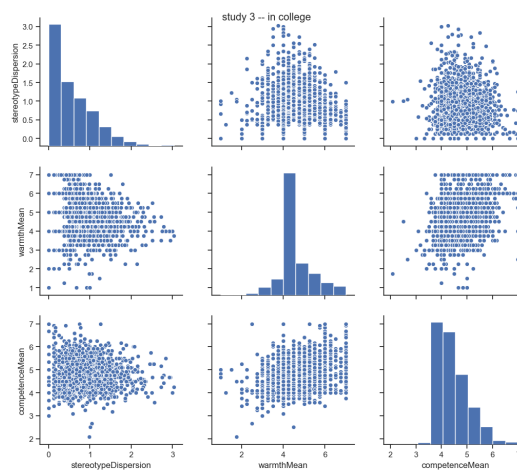 study 3 -- in college
3.0
2.5
2.0
1.5
1.0
0.5
0.0
stereotypeDispersion
7
6
5
4
3
2
1
warmthMean
7
6
5
4
3
2
competenceMean
0 1 2 3
stereotypeDispersion
2 4 6
warmthMean
2 3 4 5 6 7
competenceMean